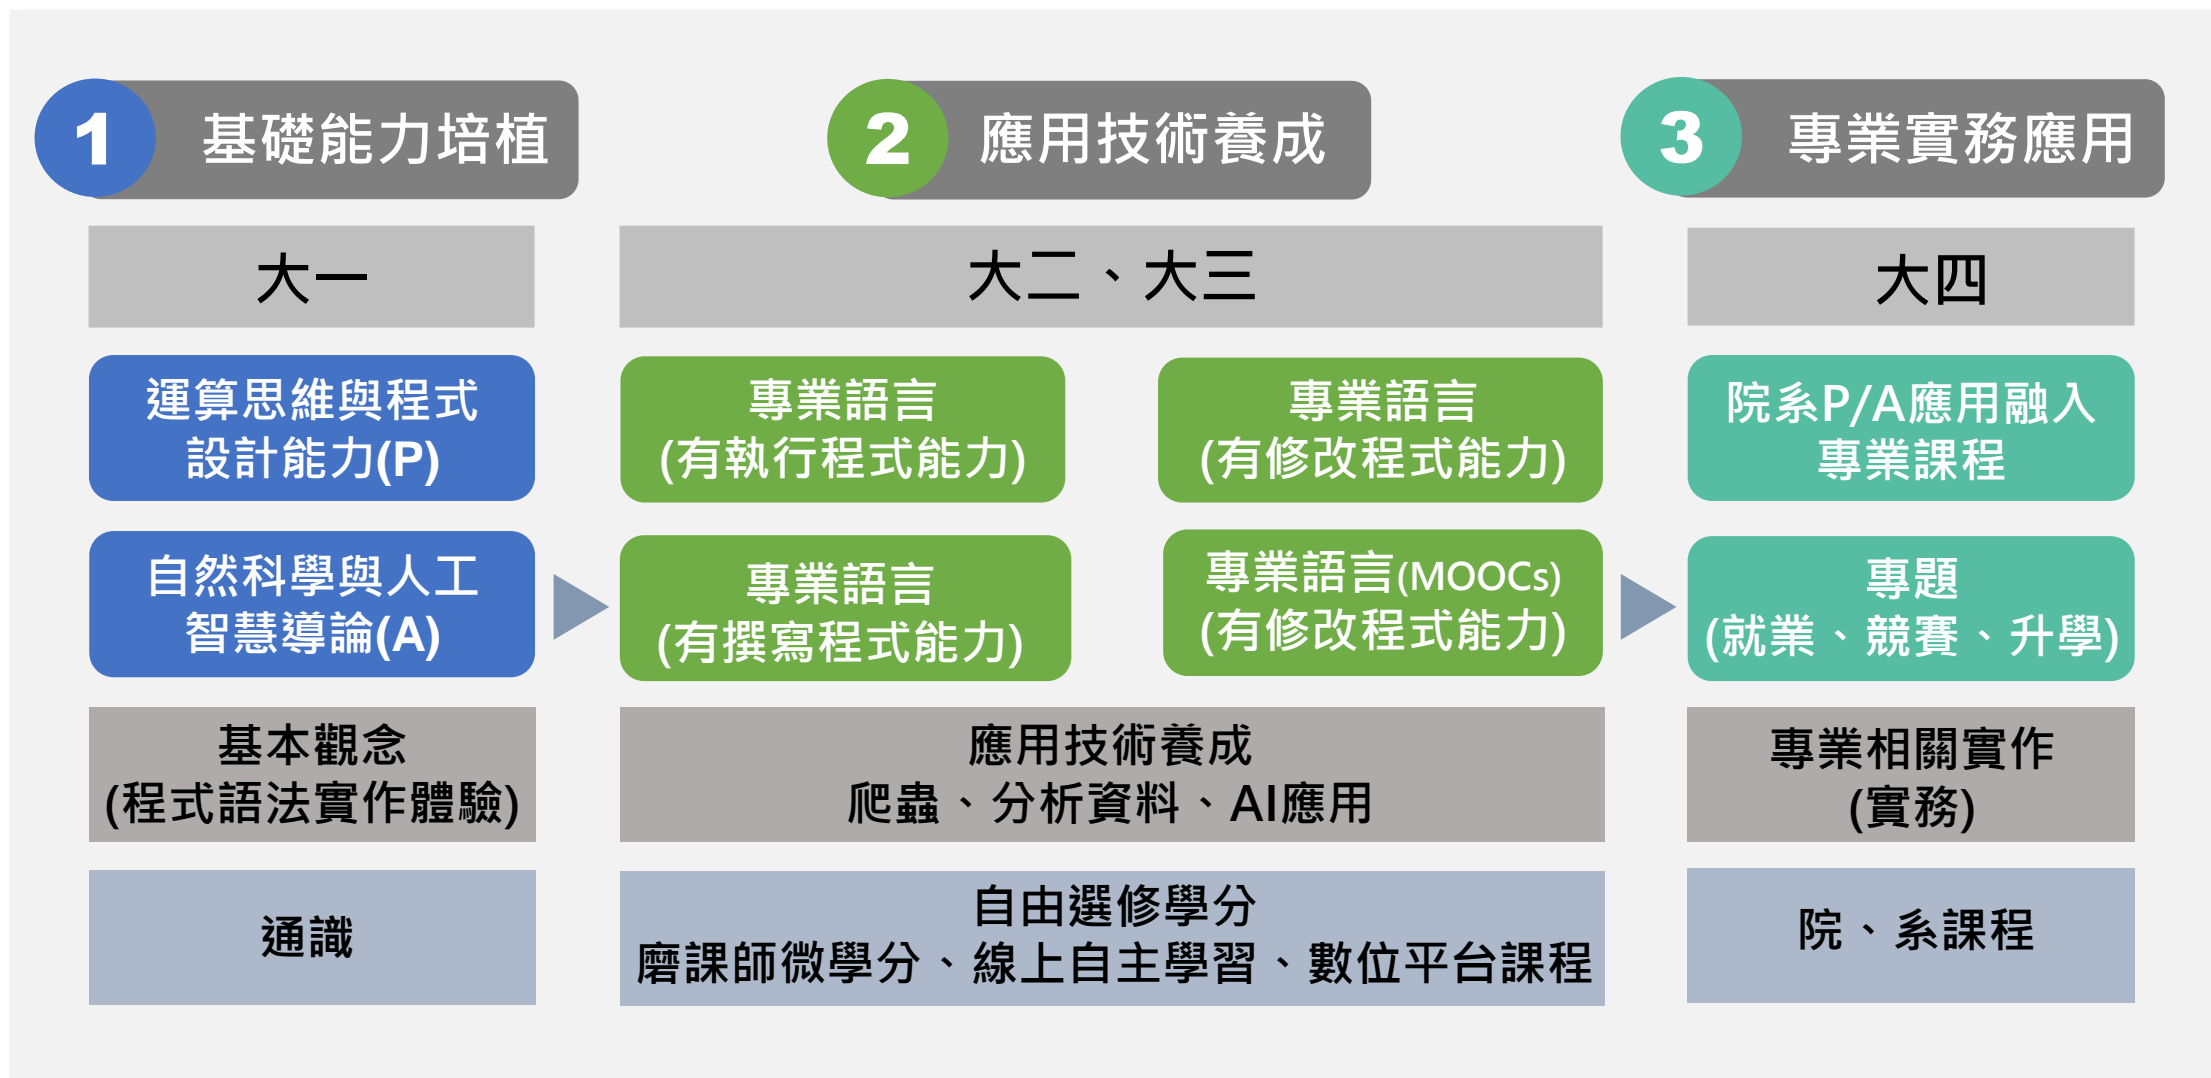 1 基礎能力培植
2 應用技術養成
3 專業實務應用
大一
大二、大三
大四
運算思維與程式
設計能力(P)
專業語言
(有執行程式能力)
專業語言
(有修改程式能力)
院系P/A應用融入
專業課程
自然科學與人工
智慧導論(A)
專業語言
(有撰寫程式能力)
專業語言(MOOCs)
(有修改程式能力)
專題
(就業、競賽、升學)
基本觀念
(程式語法實作體驗)
應用技術養成
爬蟲、分析資料、AI應用
專業相關實作
(實務)
通識
自由選修學分
磨課師微學分、線上自主學習、數位平台課程
院、系課程